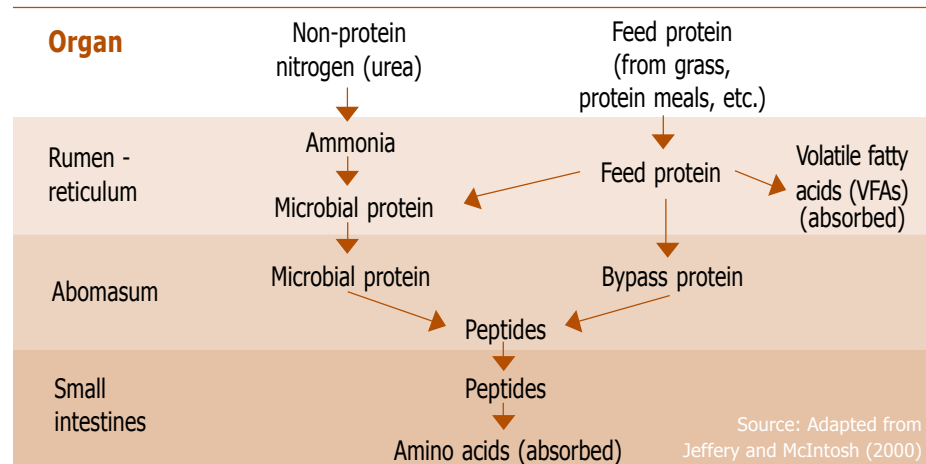 Organ
Non-protein
nitrogen (urea)
Feed protein
(from grass,
protein meals, etc.)
Rumen -
reticulum
Ammonia
Microbial protein
Feed protein
Volatile fatty
acids (VFAs)
(absorbed)
Abomasum
Microbial protein
Bypass protein
Peptides
Small
intestines
Peptides
Amino acids (absorbed)
Source: Adapted from
Jeffery and McIntosh (2000)